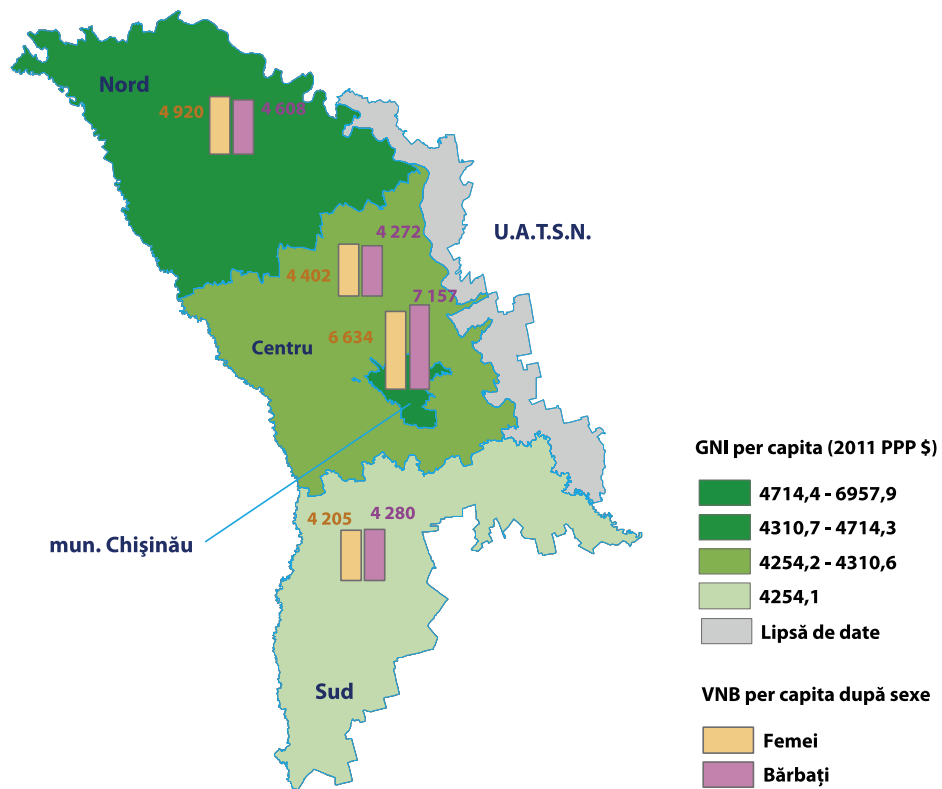 Nord
4 920
4 608
U.A.T.S.N.
4 272
4 402
7 157
6 634
Centru
GNI per capita (2011 PPP $)
4714,4 - 6957,9
4310,7 - 4714,3
4254,2 - 4310,6
4254,1
Lipsă de date
4 205
4 280
mun. Chişinău
Sud
VNB per capita după sexe
Femei
Bărbați